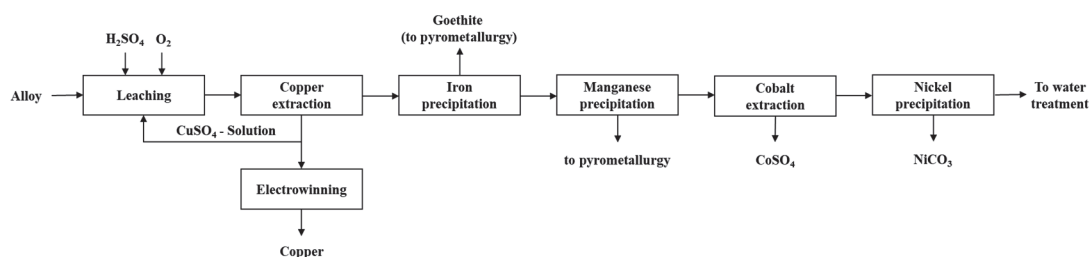 Goethite
(to pyrometallurgy)
H₂SO₄ O₂
Alloy
Leaching
Copper
extraction
Iron
precipitation
Manganese
precipitation
Cobalt
extraction
Nickel
precipitation
To water
treatment
CuSO₄ - Solution
to pyrometallurgy
CoSO₄
NiCO₃
Electrowinning
Copper